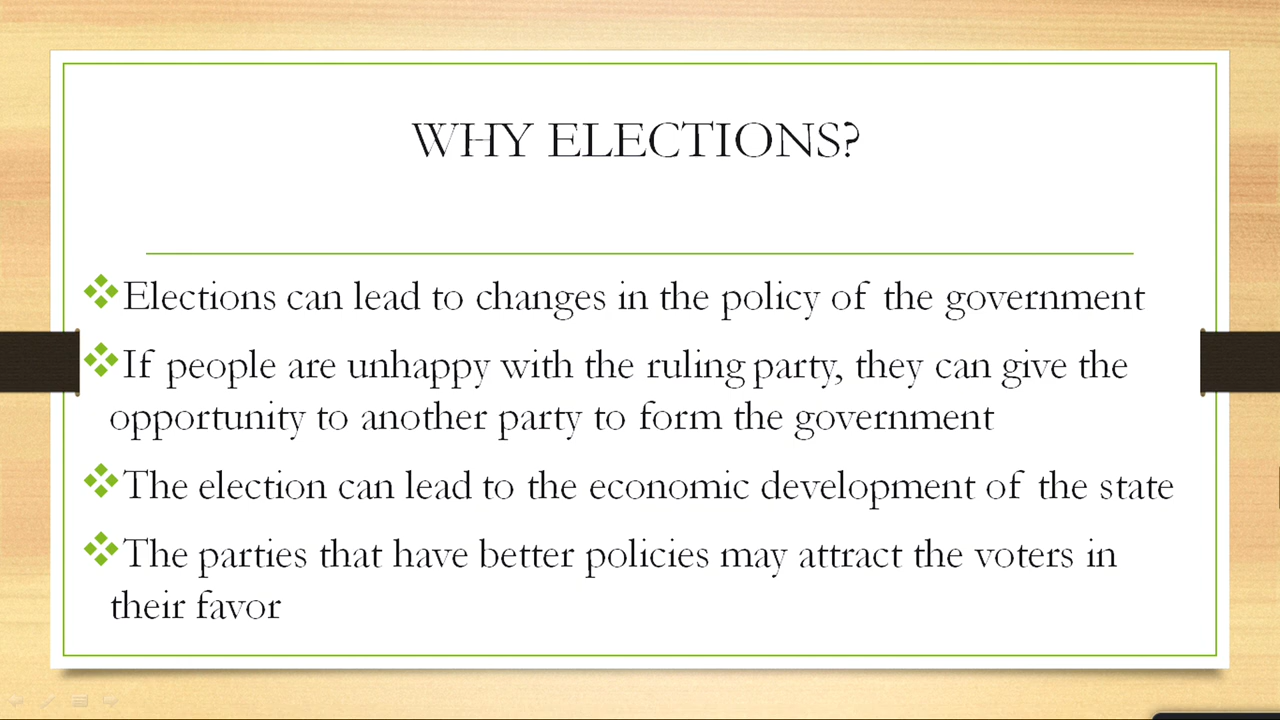 WHY ELECTIONS?
Elections can lead to changes in the policy of the government
If people are unhappy with the ruling party, they can give the
opportunity to another party to form the government
The election can lead to the economic development of the state
The parties that have better policies may attract the voters in
their favor